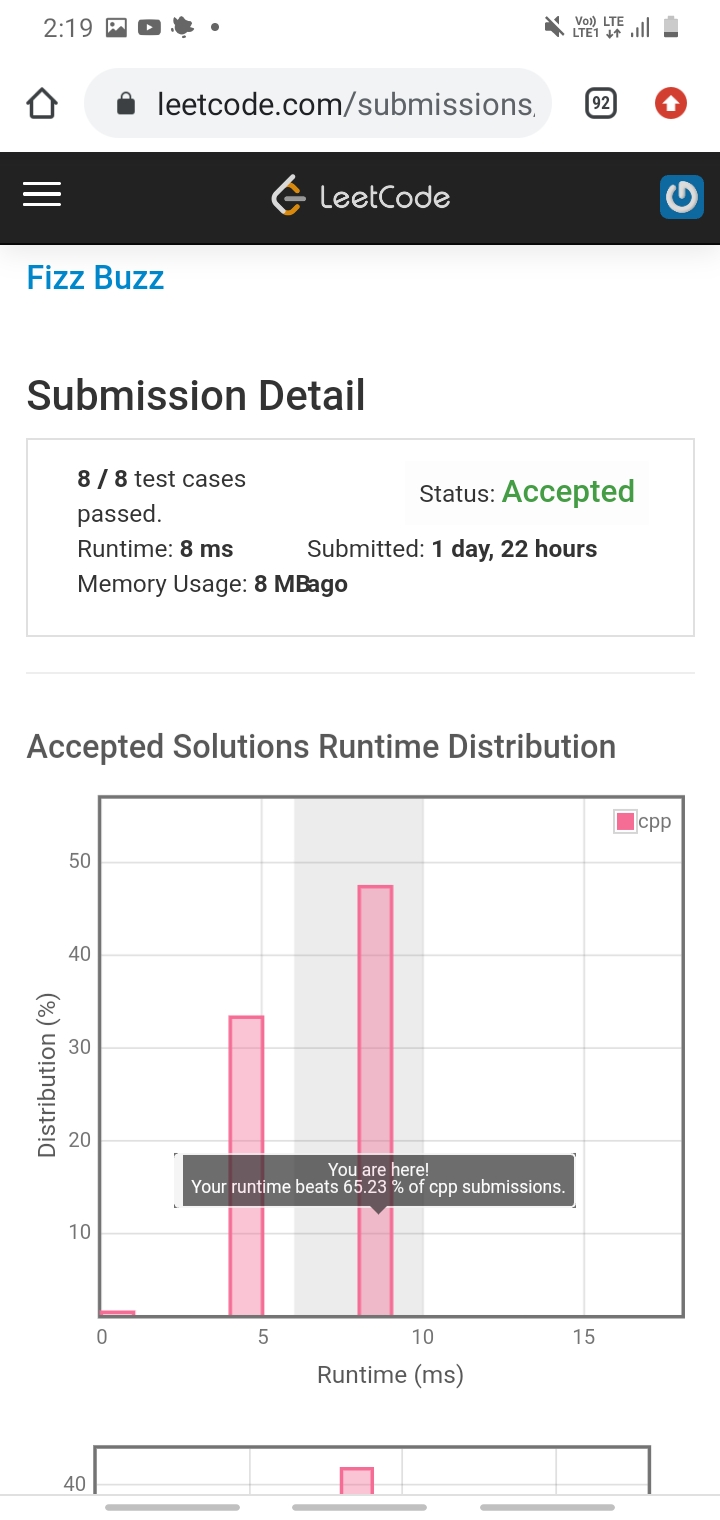 2:19
Vo)) LTE
LTE1
leetcode.com/submissions
92
LeetCode
Fizz Buzz
Submission Detail
8 / 8 test cases
passed.
Status: Accepted
Runtime: 8 ms
Submitted: 1 day, 22 hours
Memory Usage: 8 MB
ago
Accepted Solutions Runtime Distribution
cpp
50
40
30
20
10
Distribution (%)
You are here!
Your runtime beats 65.23 % of cpp submissions.
0 5 10 15
Runtime (ms)
40